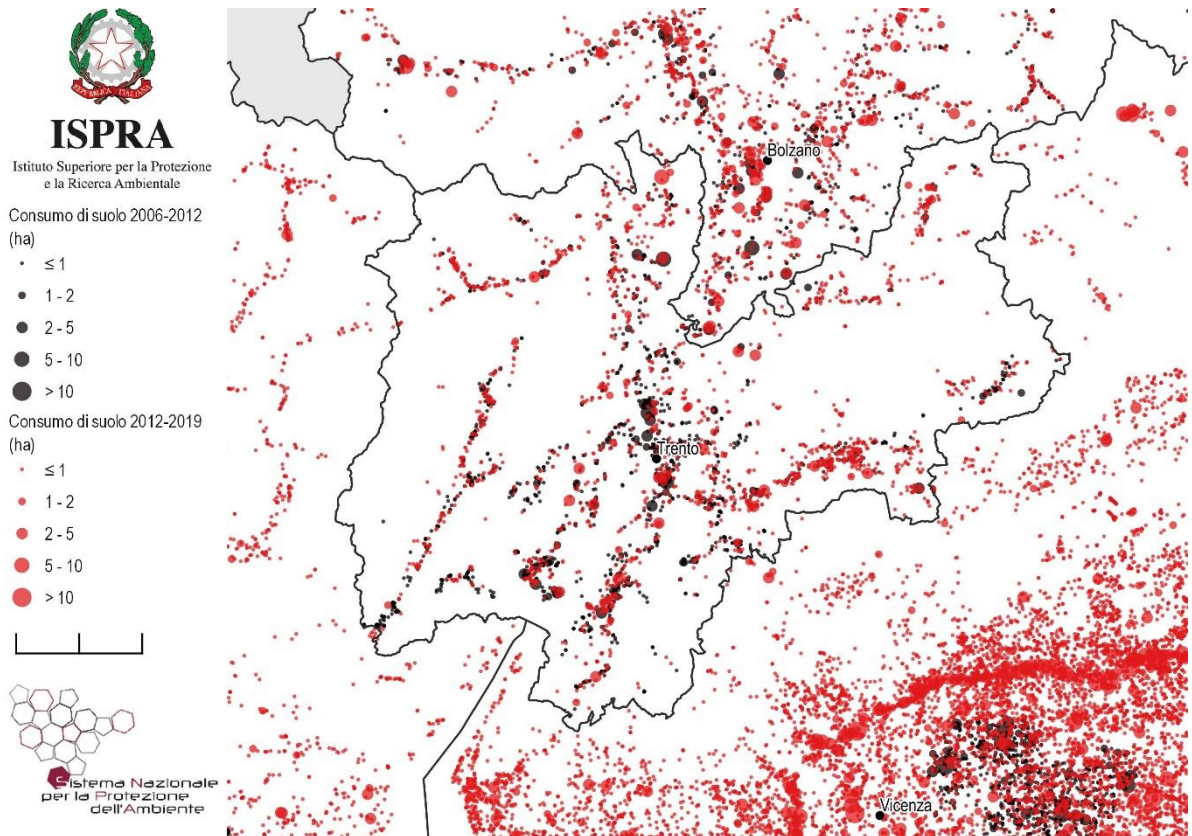 REPVBBLICA ITALIANA
ISPRA
Istituto Superiore per la Protezione
e la Ricerca Ambientale
Consumo di suolo 2006-2012
(ha)
≤ 1
1 - 2
2 - 5
5 - 10
> 10
Consumo di suolo 2012-2019
(ha)
≤ 1
1 - 2
2 - 5
5 - 10
> 10
Sistema Nazionale
per la Protezione
dell'Ambiente
Bolzano
Trento
Vicenza